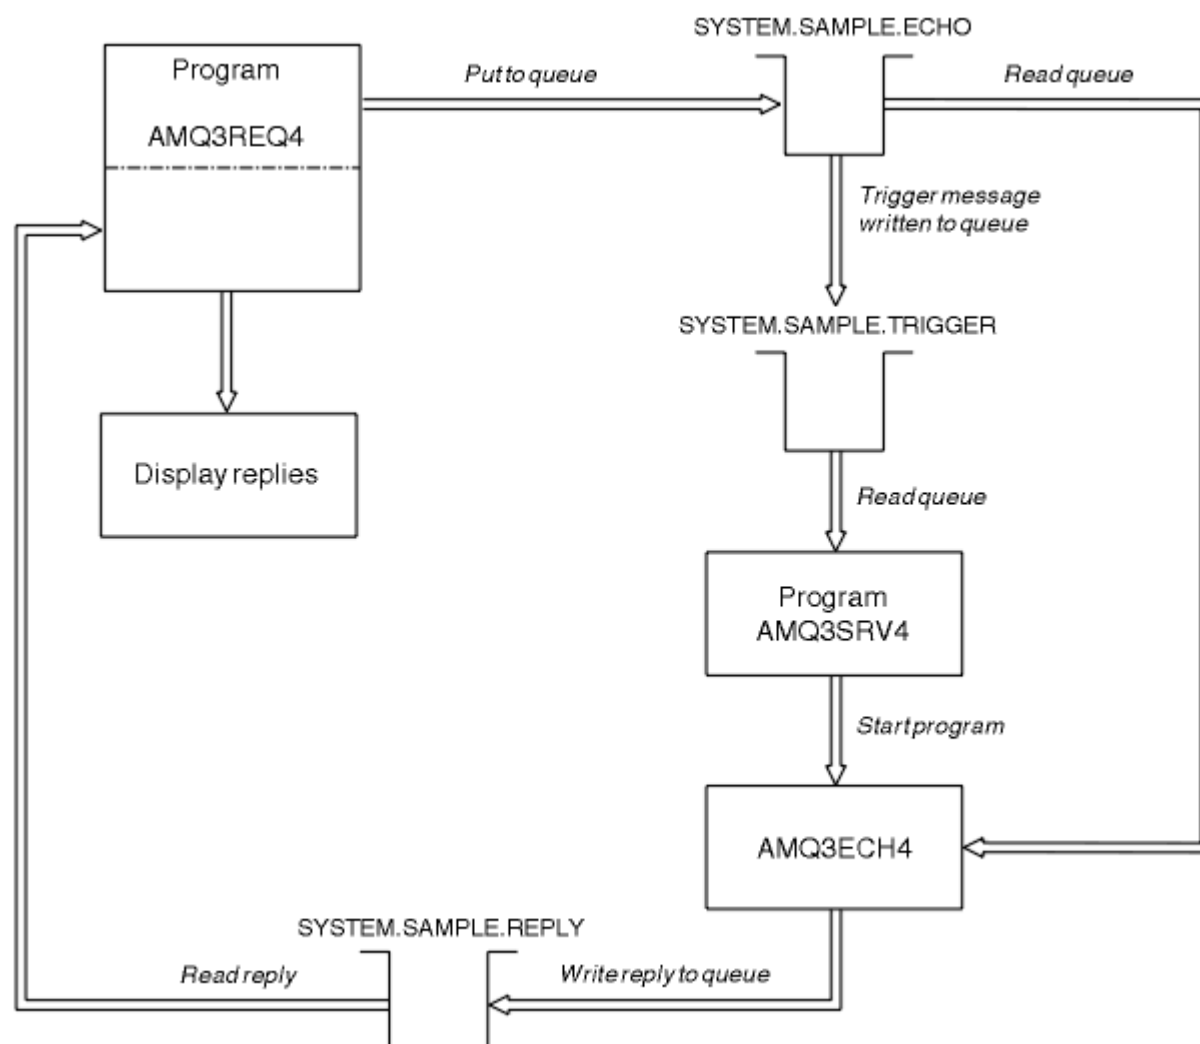 SYSTEM.SAMPLE.ECHO
Program
AMQ3REQ4
Put to queue
Read queue
Trigger message
written to queue
SYSTEM.SAMPLE.TRIGGER
Display replies
Read queue
Program
AMQ3SRV4
Start program
AMQ3ECH4
SYSTEM.SAMPLE.REPLY
Read reply
Write reply to queue